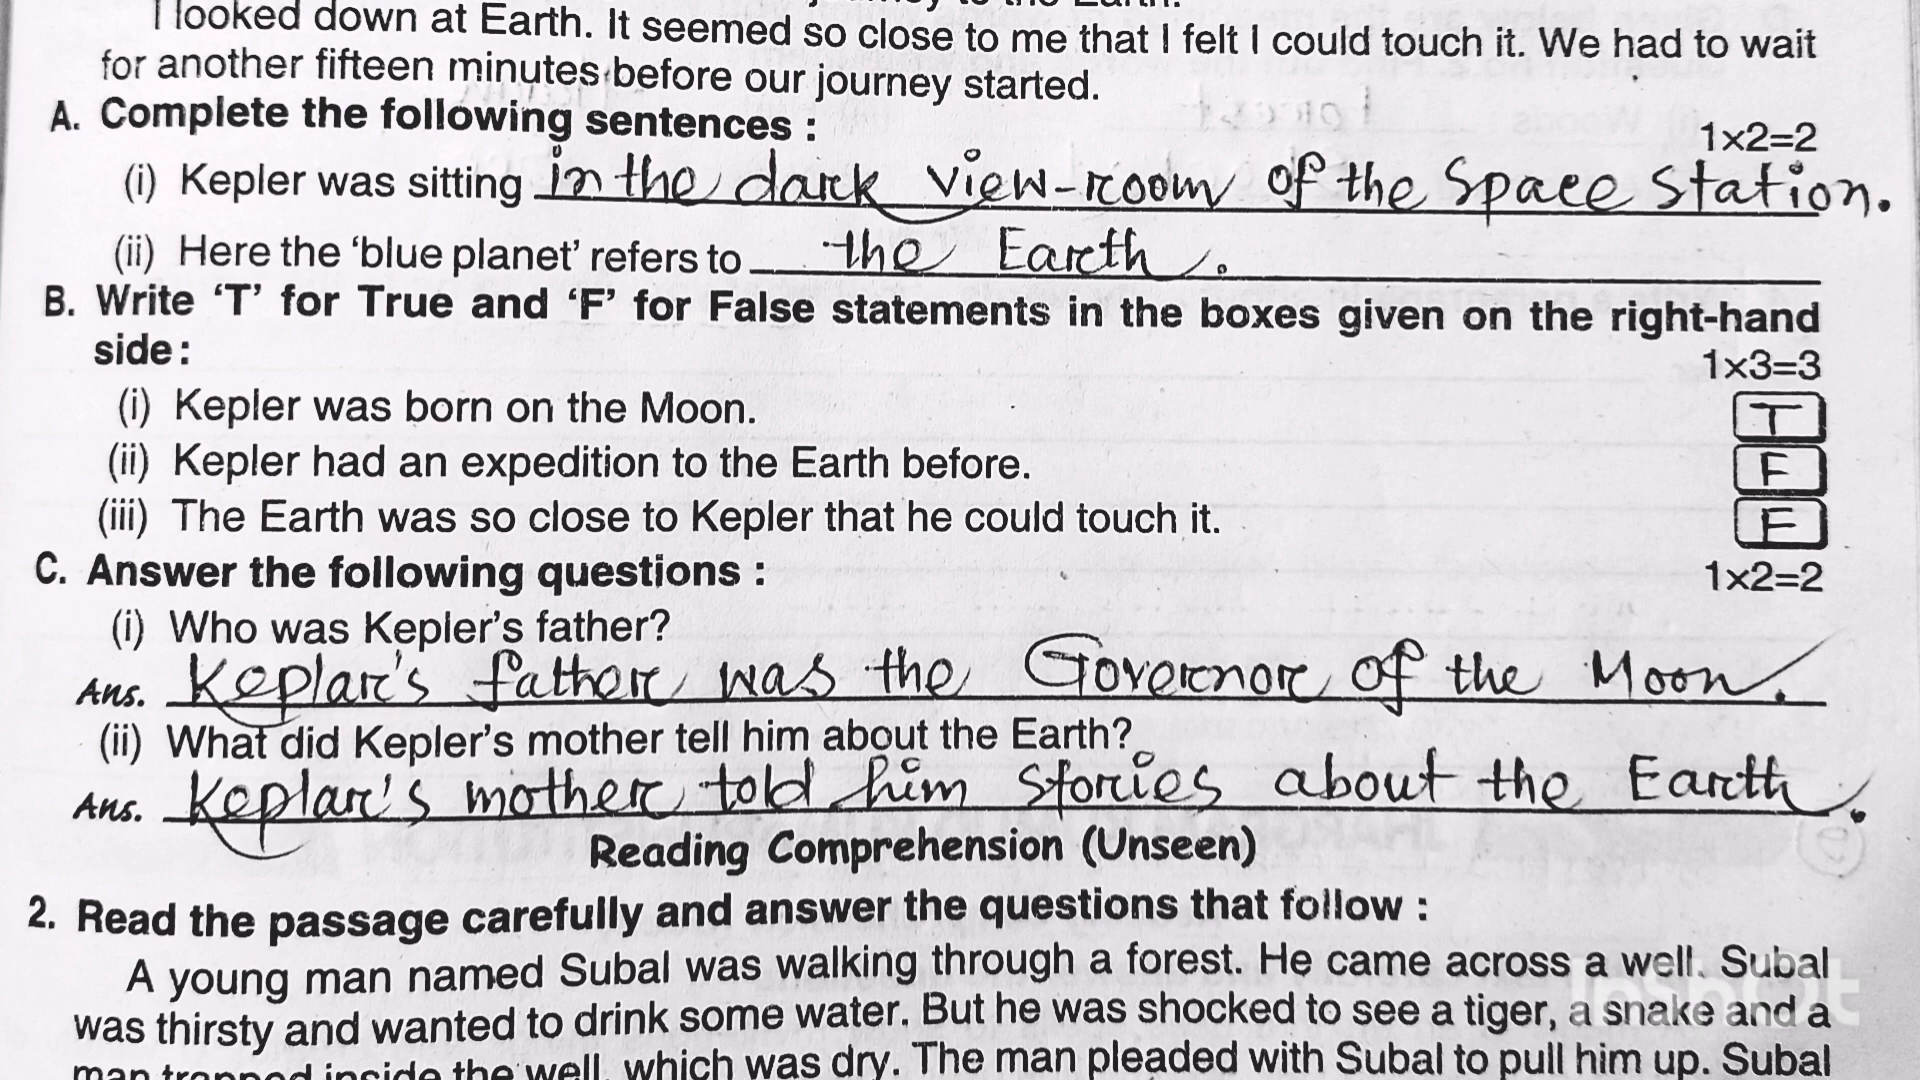 I looked down at Earth. It seemed so close to me that I felt I could touch it. We had to wait
for another fifteen minutes before our journey started.
A. Complete the following sentences :
1×2=2
(i) Kepler was sitting in the dark view-room of the Space Station.
(ii) Here the ‘blue planet’ refers to the Earth.
B. Write ‘T’ for True and ‘F’ for False statements in the boxes given on the right-hand
side :
1×3=3
(i) Kepler was born on the Moon. T
(ii) Kepler had an expedition to the Earth before. F
(iii) The Earth was so close to Kepler that he could touch it. F
C. Answer the following questions :
1×2=2
(i) Who was Kepler’s father?
Ans. Keplar's father was the Governor of the Moon.
(ii) What did Kepler’s mother tell him about the Earth?
Ans. Keplar's mother told him stories about the Earth.
Reading Comprehension (Unseen)
2. Read the passage carefully and answer the questions that follow :
A young man named Subal was walking through a forest. He came across a well. Subal
was thirsty and wanted to drink some water. But he was shocked to see a tiger, a snake and a
man trapped inside the well, which was dry. The man pleaded with Subal to pull him up. Subal
InShOt